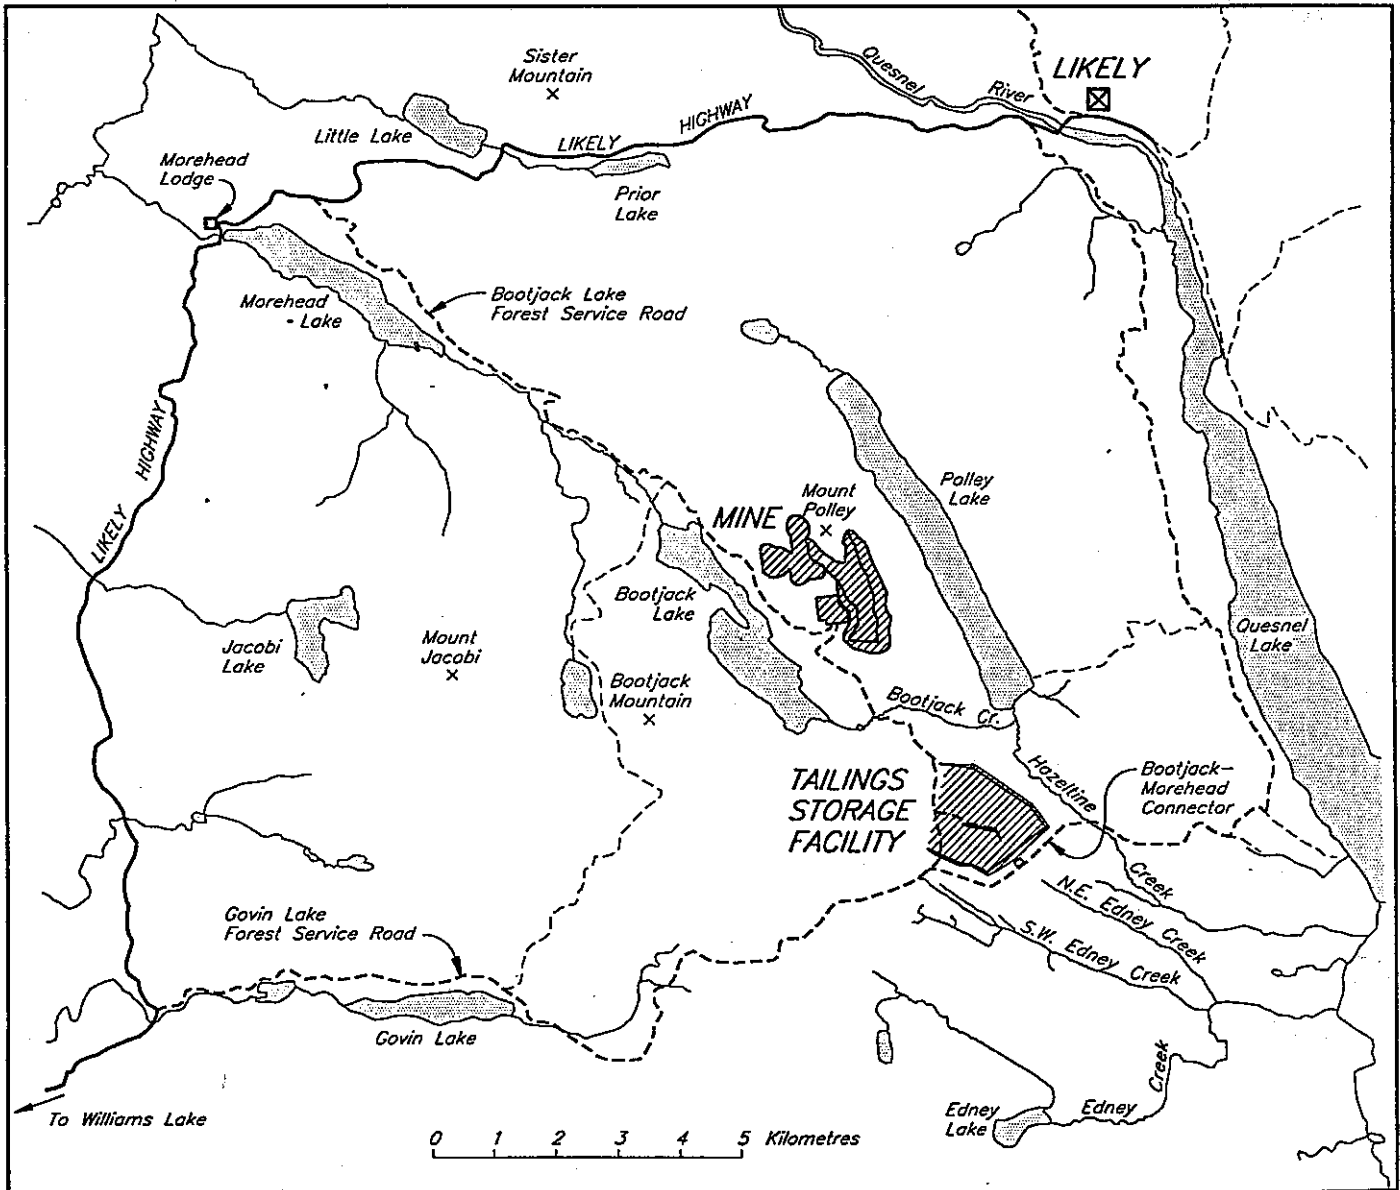 Sister
Mountain
Quesnel
River
LIKELY
Little Lake
LIKELY
HIGHWAY
Morehead
Lodge
Prior
Lake
Morehead
Lake
Bootjack Lake
Forest Service Road
LIKELY
HIGHWAY
Polley
Lake
MINE
Mount
Polley
Bootjack
Lake
Jacobi
Lake
Mount
Jacobi
Bootjack
Mountain
Quesnel
Lake
Bootjack Cr.
Hazeltine
Creek
Bootjack—
Morehead
Connector
TAILINGS
STORAGE
FACILITY
N.E. Edney Creek
S.W. Edney Creek
Govin Lake
Forest Service Road
Govin Lake
Edney
Lake
Edney
Creek
To Williams Lake
0 1 2 3 4 5 Kilometres